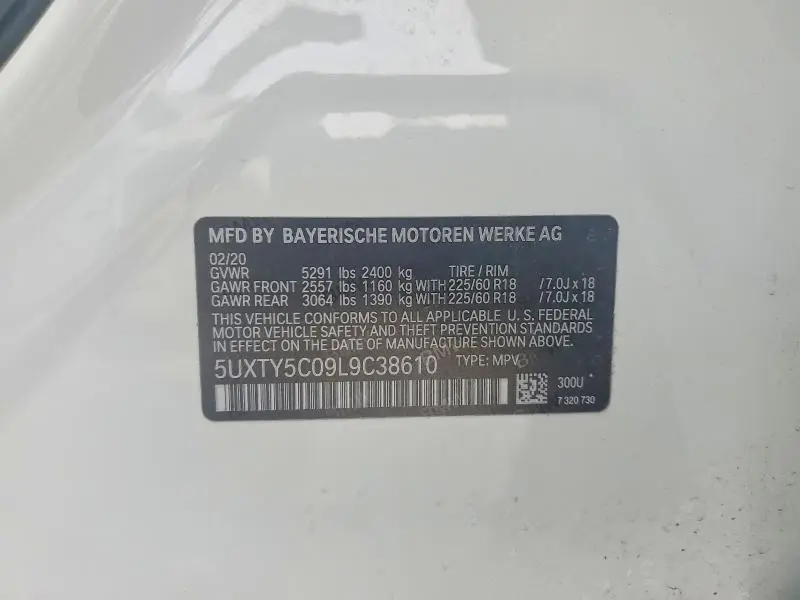 MFD BY BAYERISCHE MOTOREN WERKE AG
02/20
GVWR 5291 lbs 2400 kg TIRE / RIM
GAWR FRONT 2557 lbs 1160 kg WITH 225/60 R18 /7.0J x 18
GAWR REAR 3064 lbs 1390 kg WITH 225/60 R18 /7.0J x 18
THIS VEHICLE CONFORMS TO ALL APPLICABLE U. S. FEDERAL
MOTOR VEHICLE SAFETY AND THEFT PREVENTION STANDARDS
IN EFFECT ON THE DATE OF MANUFACTURE SHOWN ABOVE.
5UXTY5C09L9C38610 TYPE: MPV
300U
7 320 730